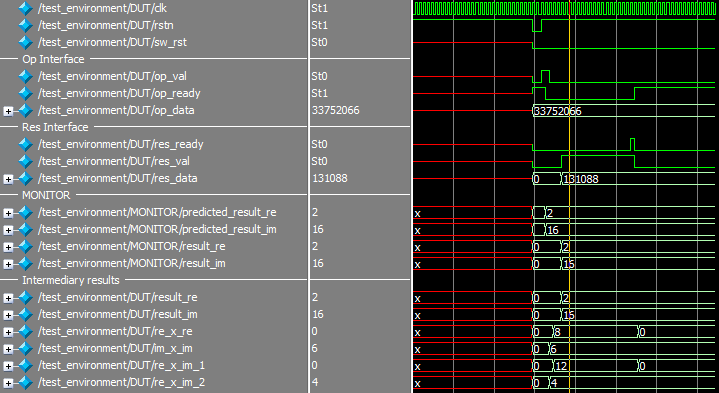 /test_environment/DUT/clk St1
/test_environment/DUT/rstn St1
/test_environment/DUT/sw_rst St0
Op Interface
/test_environment/DUT/op_val St0
/test_environment/DUT/op_ready St1
/test_environment/DUT/op_data 33752066 33752066
Res Interface
/test_environment/DUT/res_ready St0
/test_environment/DUT/res_val St0
/test_environment/DUT/res_data 131088 0 131088
MONITOR
/test_environment/MONITOR/predicted_result_re 2 x 2
/test_environment/MONITOR/predicted_result_im 16 x 16
/test_environment/MONITOR/result_re 2 x 0 2
/test_environment/MONITOR/result_im 16 x 0 15
Intermediary results
/test_environment/DUT/result_re 2 x 0 2
/test_environment/DUT/result_im 16 x 0 15
/test_environment/DUT/re_x_re 0 x 0 8 0
/test_environment/DUT/im_x_im 6 x 0 6
/test_environment/DUT/re_x_im_1 0 x 0 12 0
/test_environment/DUT/re_x_im_2 4 x 0 4